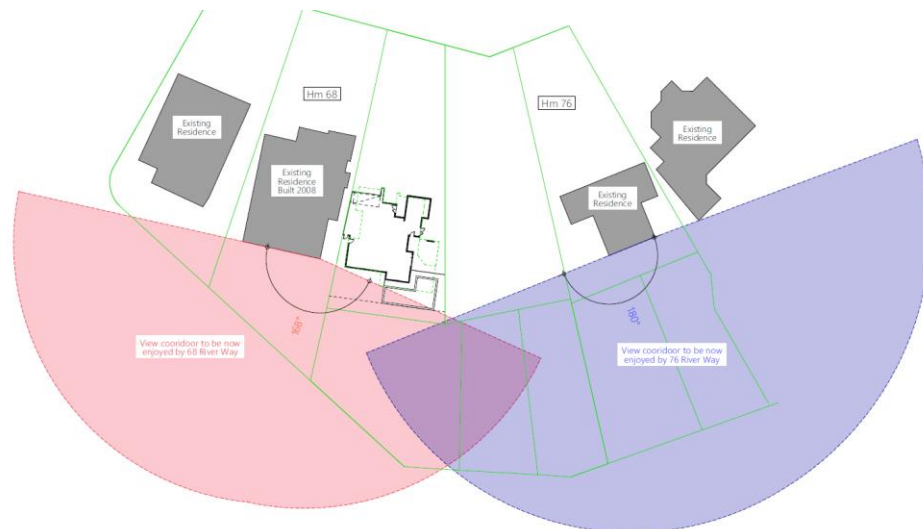 Hm 68
Hm 76
Existing
Residence
Existing
Residence
Existing
Residence
Built 2008
Existing
Residence
168°
180°
View cooridoor to be now
enjoyed by 68 River Way
View cooridoor to be now
enjoyed by 76 River Way